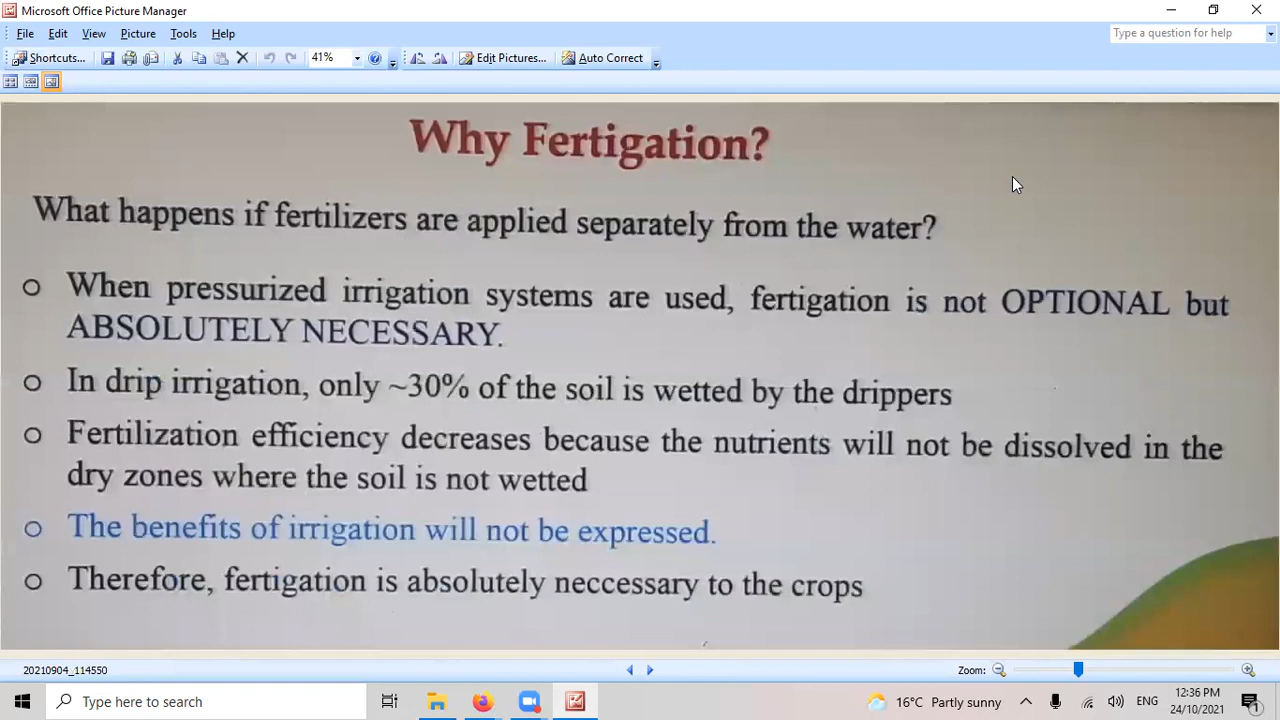 Microsoft Office Picture Manager
File Edit View Picture Tools Help
Type a question for help
Shortcuts... 41% Edit Pictures... Auto Correct
Why Fertigation?
What happens if fertilizers are applied separately from the water?
When pressurized irrigation systems are used, fertigation is not OPTIONAL but
ABSOLUTELY NECESSARY.
In drip irrigation, only ~30% of the soil is wetted by the drippers
Fertilization efficiency decreases because the nutrients will not be dissolved in the
dry zones where the soil is not wetted
The benefits of irrigation will not be expressed.
Therefore, fertigation is absolutely neccessary to the crops
20210904_114550
Zoom:
Type here to search
16°C Partly sunny
ENG
12:36 PM
24/10/2021
1